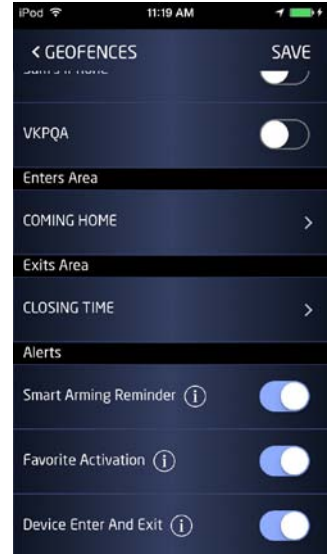 iPod 11:19 AM
< GEOFENCES SAVE
VKPQA
Enters Area
COMING HOME >
Exits Area
CLOSING TIME >
Alerts
Smart Arming Reminder i
Favorite Activation i
Device Enter And Exit i